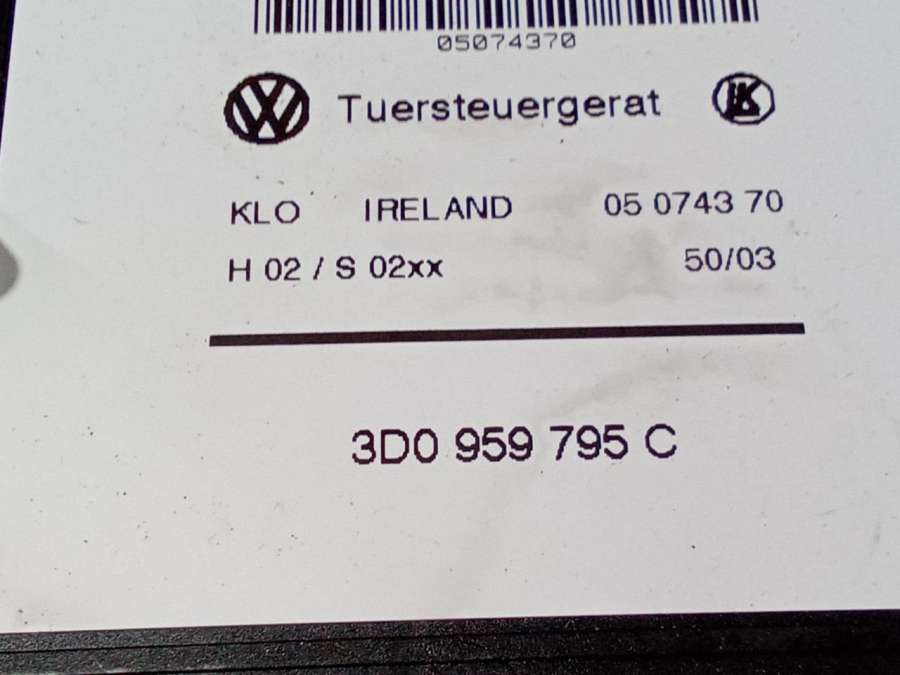 05074370
Tuersteuergerat
KLO IRELAND 05 0743 70
H 02 / S 02xx 50/03
3D0 959 795 C